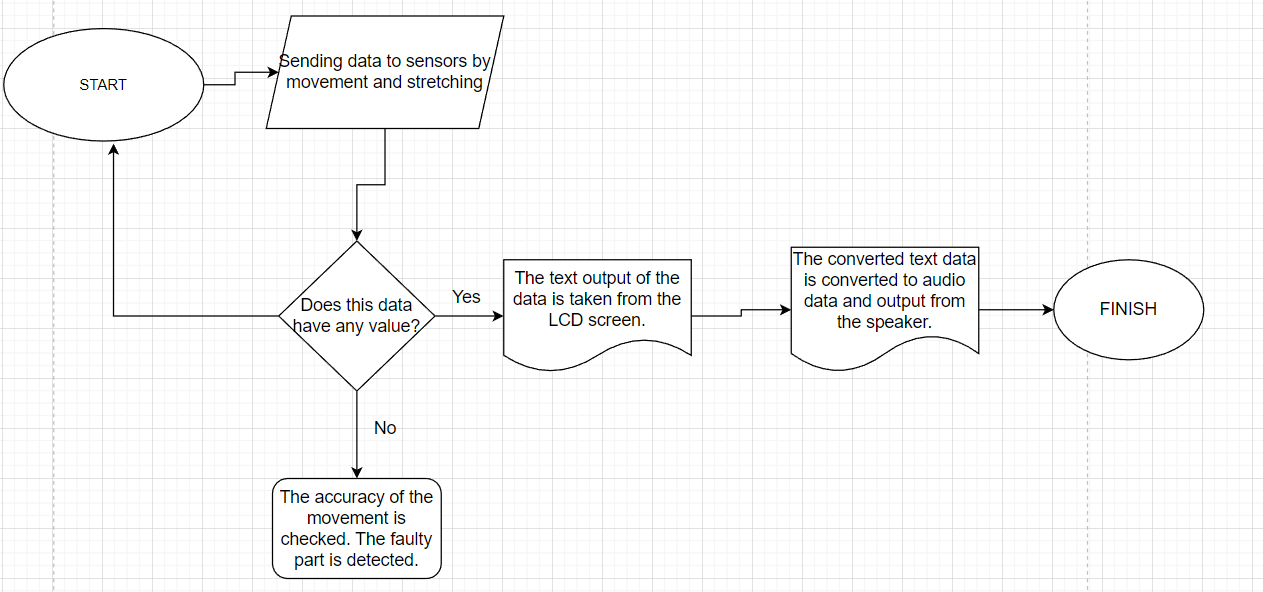 START
Sending data to sensors by
movement and stretching
Does this data
have any value?
Yes
The text output of the
data is taken from the
LCD screen.
The converted text data
is converted to audio
data and output from
the speaker.
FINISH
No
The accuracy of the
movement is
checked. The faulty
part is detected.